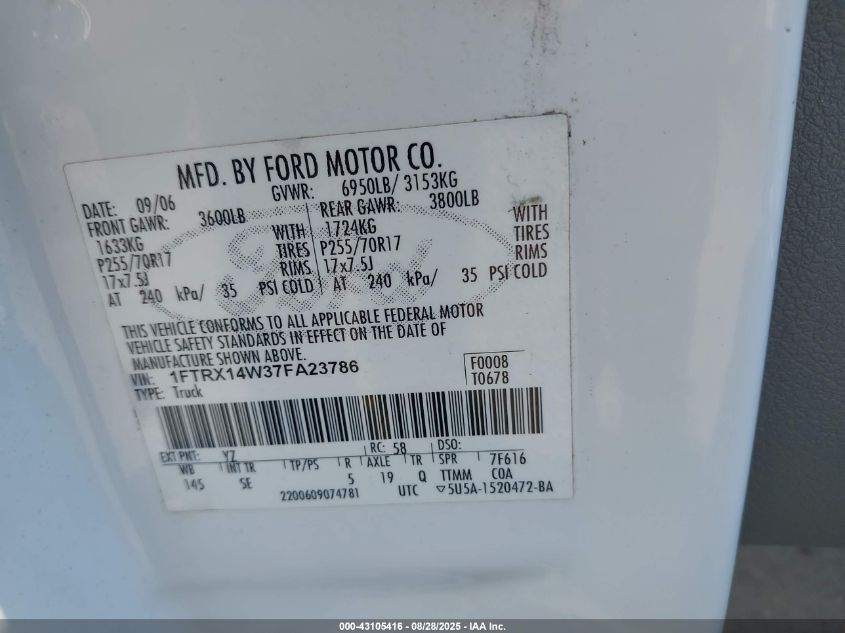 MFD. BY FORD MOTOR CO.
DATE: 09/06 GVWR: 6950LB/ 3153KG
FRONT GAWR: 3600LB REAR GAWR: 3800LB
1633KG WITH 1724KG WITH
P255/70R17 TIRES P255/70R17 TIRES
17x7.5J RIMS 17x7.5J RIMS
AT 240 kPa/ 35 PSI COLD AT 240 kPa/ 35 PSI COLD
Ford
THIS VEHICLE CONFORMS TO ALL APPLICABLE FEDERAL MOTOR
VEHICLE SAFETY STANDARDS IN EFFECT ON THE DATE OF
MANUFACTURE SHOWN ABOVE.
VIN: 1FTRX14W37FA23786 F0008
TYPE: Truck T0678
EXT PNT: YZ RC: 58 DSO:
WB INT TR TP/PS R AXLE TR SPR 7F616
145 SE 5 19 Q TTMM COA
2200609074781 UTC ▽5U5A-1520472-BA
000-43105416 - 08/28/2025 - IAA Inc.